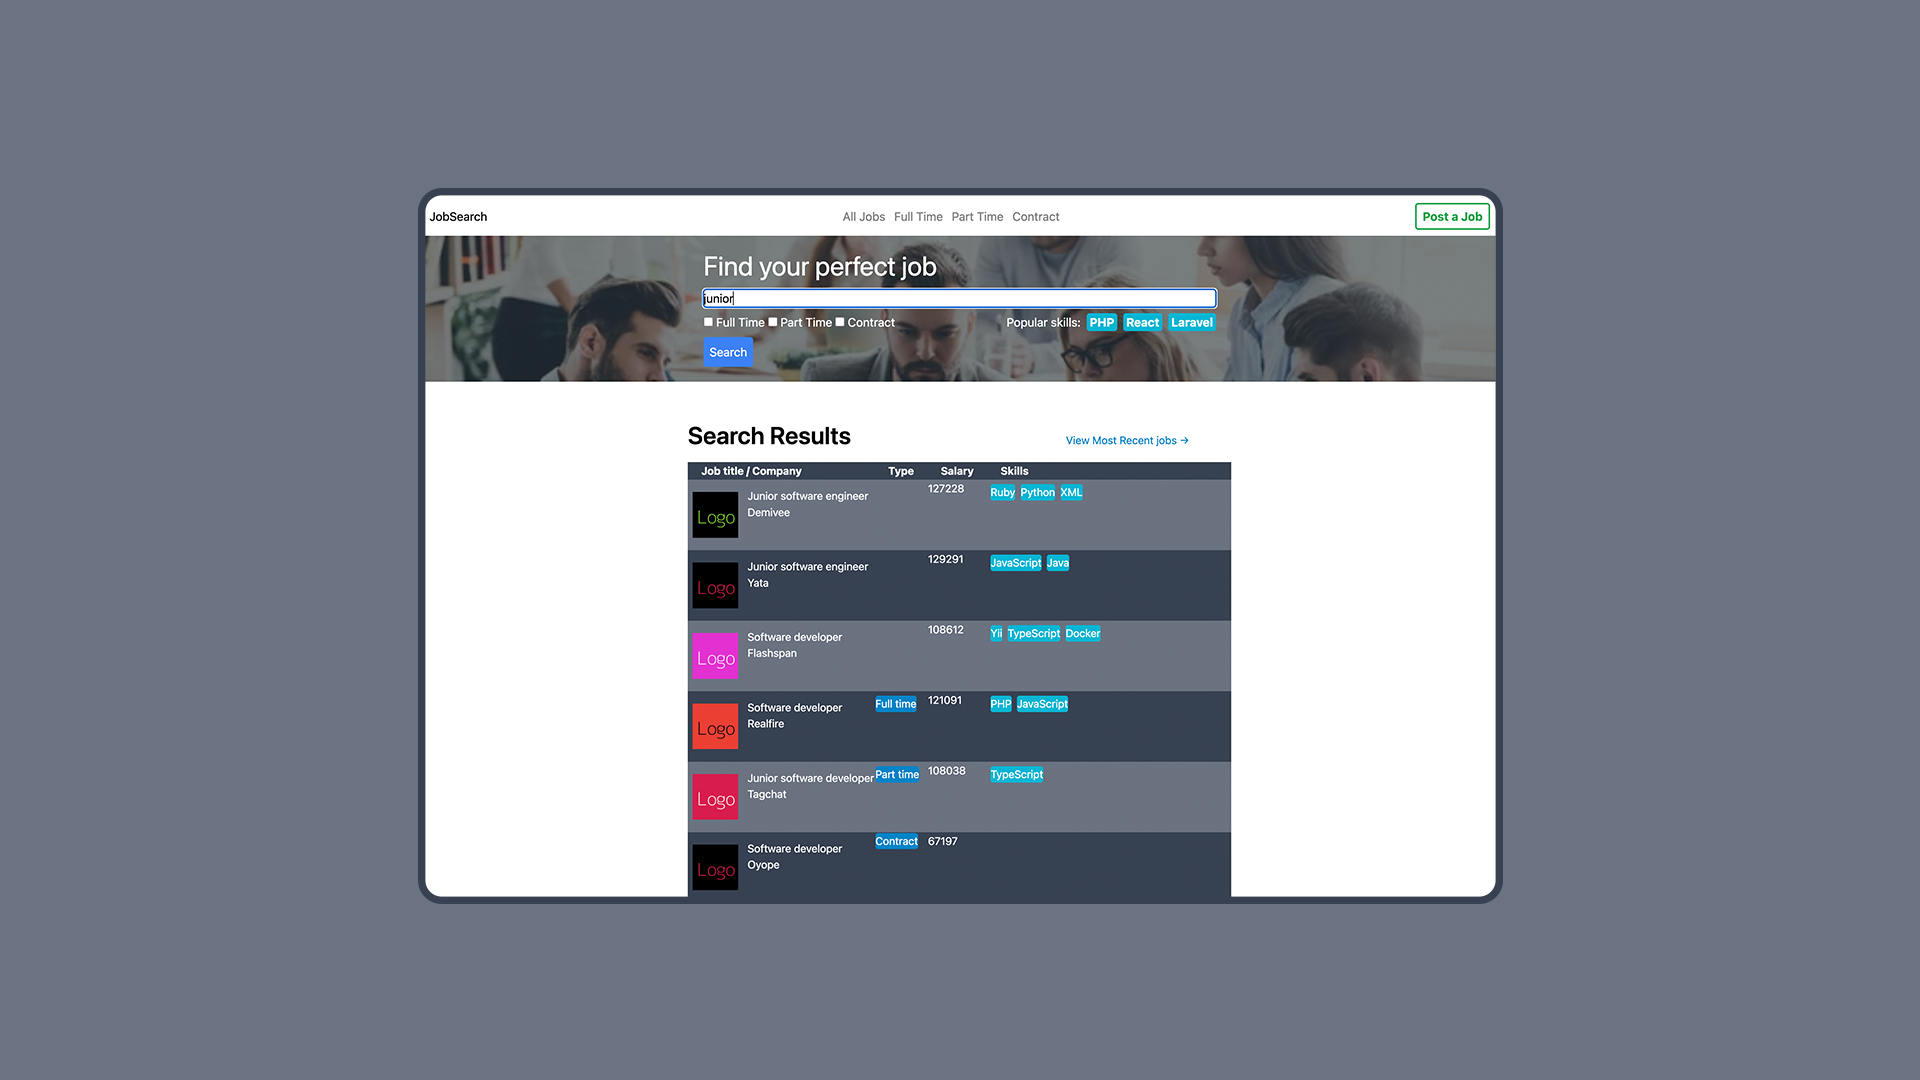 JobSearch All Jobs Full Time Part Time Contract Post a Job
Find your perfect job
junior
Full Time Part Time Contract Popular skills: PHP React Laravel
Search
Search Results View Most Recent jobs →
Job title / Company Type Salary Skills
Logo Junior software engineer 127228 Ruby Python XML
Demivee
Logo Junior software engineer 129291 JavaScript Java
Yata
Logo Software developer 108612 Yii TypeScript Docker
Flashspan
Logo Software developer Full time 121091 PHP JavaScript
Realfire
Logo Junior software developer Part time 108038 TypeScript
Tagchat
Logo Software developer Contract 67197
Oyope